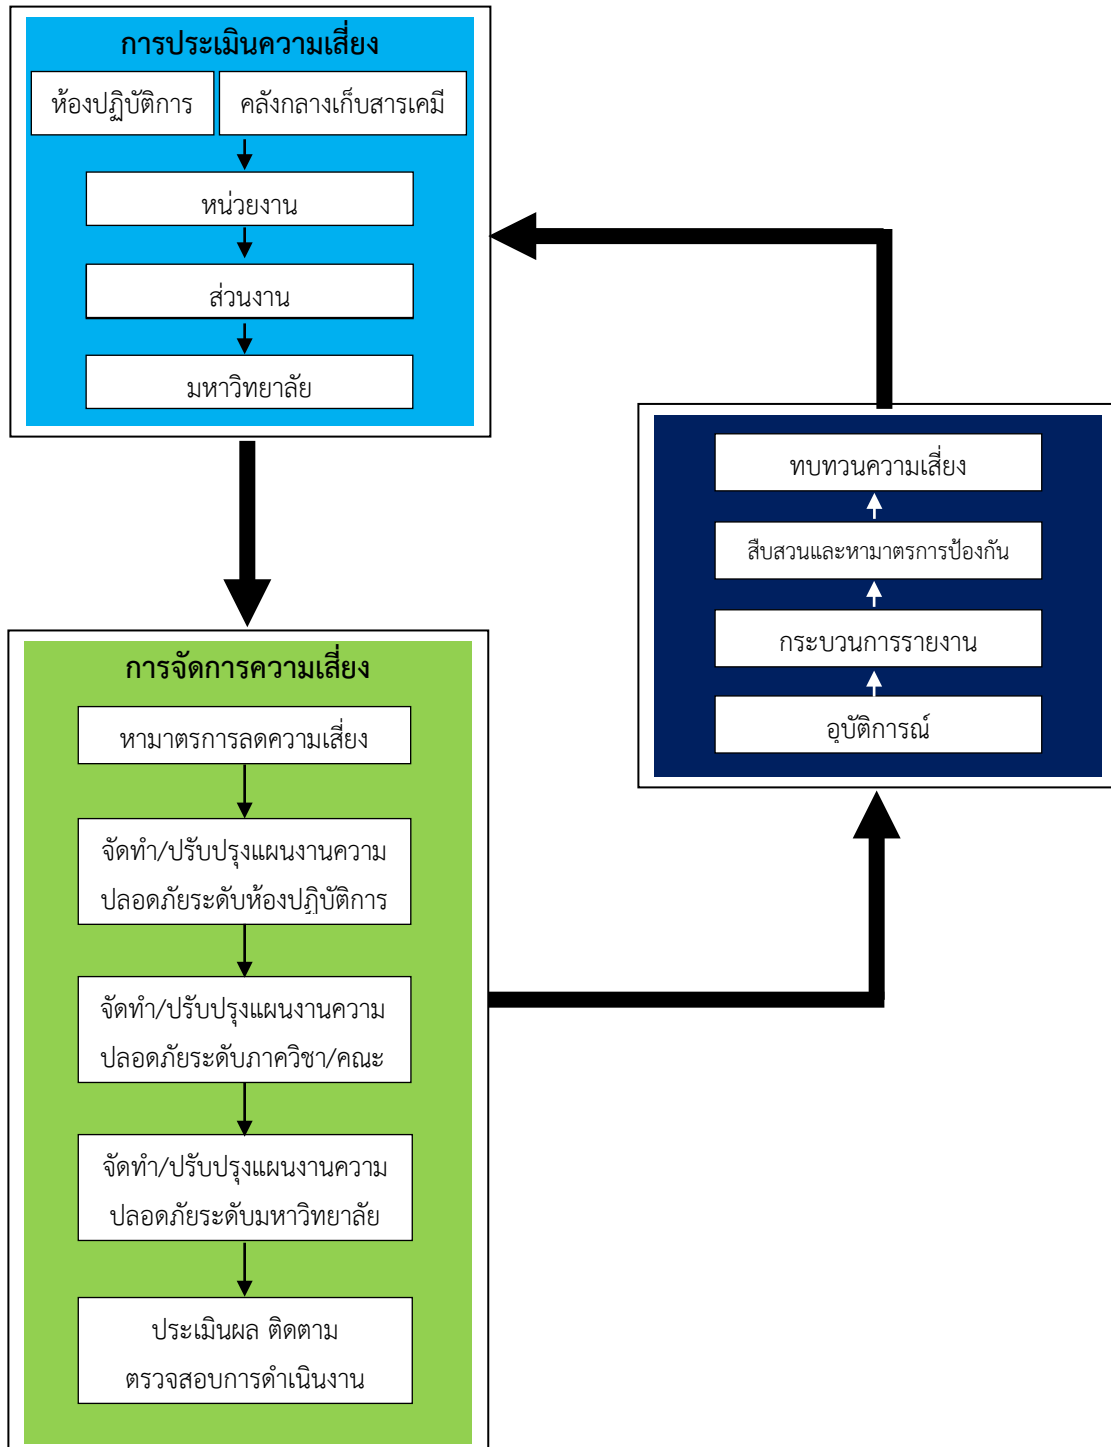 การประเมินความเสี่ยง
ห้องปฏิบัติการ
คลังกลางเก็บสารเคมี
หน่วยงาน
ส่วนงาน
มหาวิทยาลัย
การจัดการความเสี่ยง
หามาตรการลดความเสี่ยง
จัดทำ/ปรับปรุงแผนงานความ
ปลอดภัยระดับห้องปฏิบัติการ
จัดทำ/ปรับปรุงแผนงานความ
ปลอดภัยระดับภาควิชา/คณะ
จัดทำ/ปรับปรุงแผนงานความ
ปลอดภัยระดับมหาวิทยาลัย
ประเมินผล ติดตาม
ตรวจสอบการดำเนินงาน
ทบทวนความเสี่ยง
สืบสวนและหามาตรการป้องกัน
กระบวนการรายงาน
อุบัติการณ์